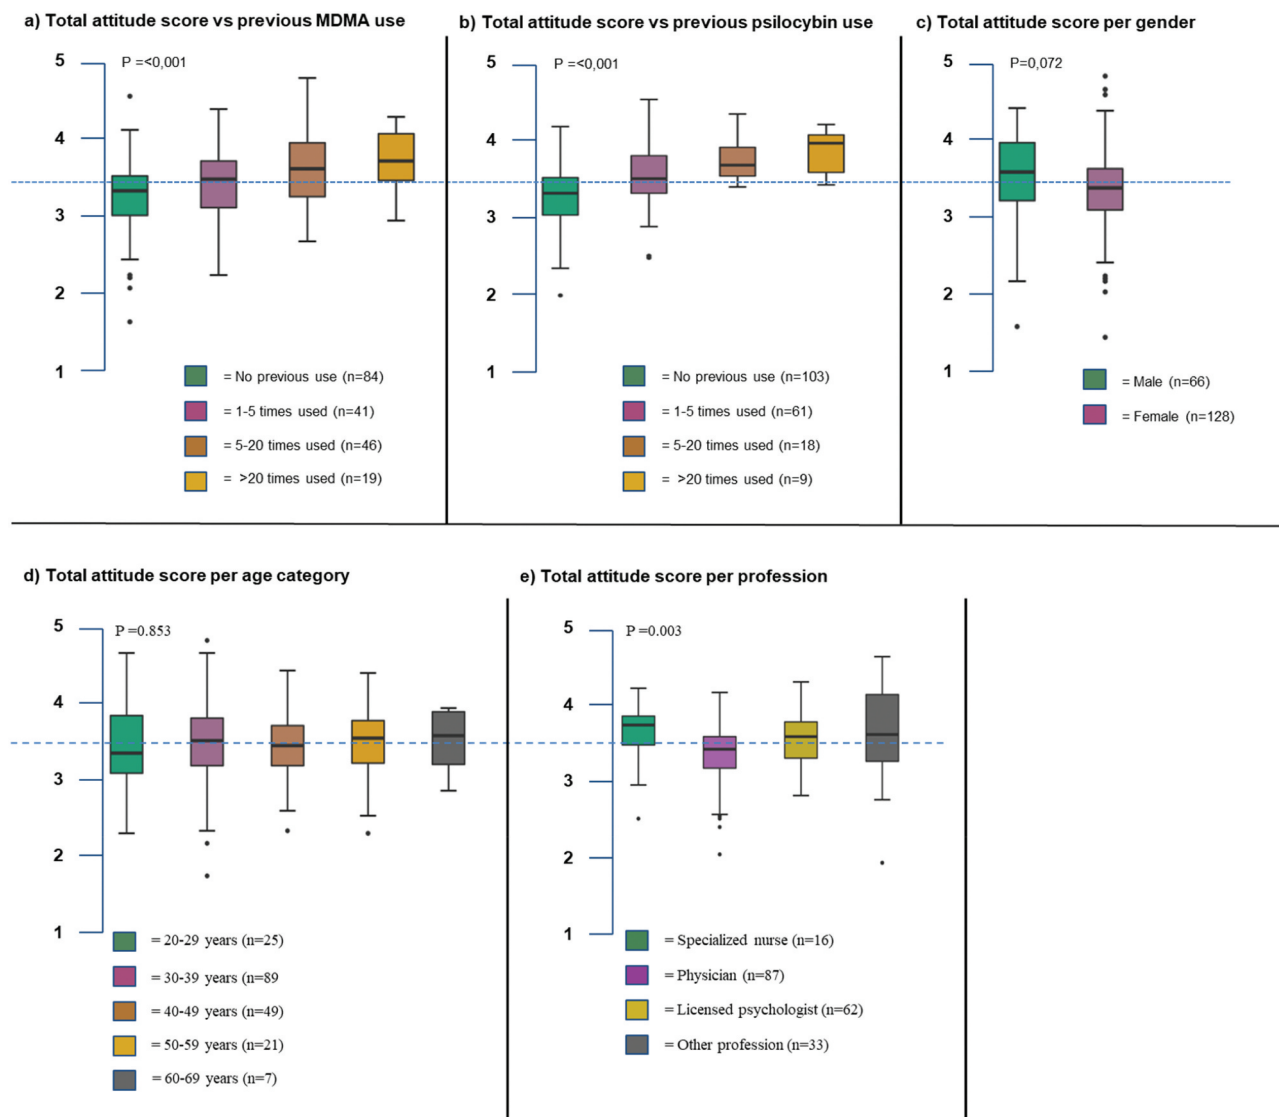 a) Total attitude score vs previous MDMA use
5
P =<0,001
4
3
2
1
= No previous use (n=84)
= 1-5 times used (n=41)
= 5-20 times used (n=46)
= >20 times used (n=19)
b) Total attitude score vs previous psilocybin use
5
P =<0,001
4
3
2
1
= No previous use (n=103)
= 1-5 times used (n=61)
= 5-20 times used (n=18)
= >20 times used (n=9)
c) Total attitude score per gender
5
P=0,072
4
3
2
1
= Male (n=66)
= Female (n=128)
d) Total attitude score per age category
5
P =0.853
4
3
2
1
= 20-29 years (n=25)
= 30-39 years (n=89
= 40-49 years (n=49)
= 50-59 years (n=21)
= 60-69 years (n=7)
e) Total attitude score per profession
5
P =0.003
4
3
2
1
= Specialized nurse (n=16)
= Physician (n=87)
= Licensed psychologist (n=62)
= Other profession (n=33)